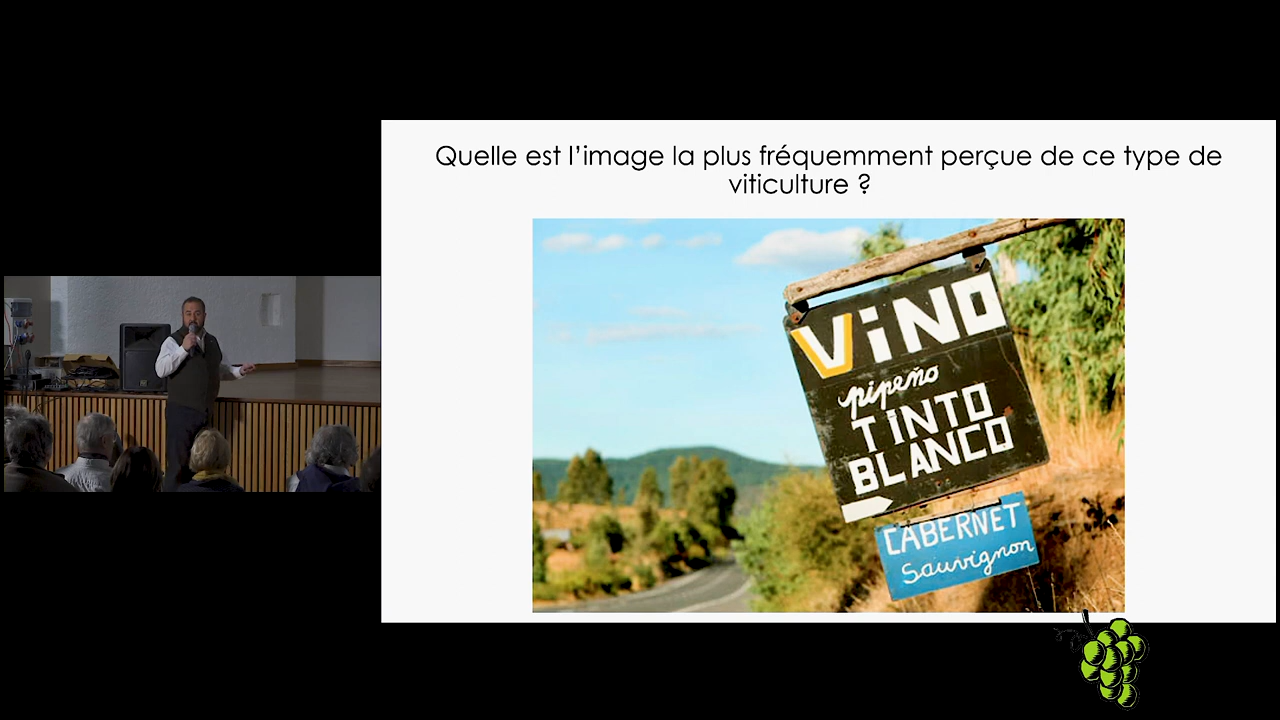 Quelle est l'image la plus fréquemment perçue de ce type de
viticulture ?
ViNO
pipeño
TINTO
BLANCO
CABERNET
Sauvignon